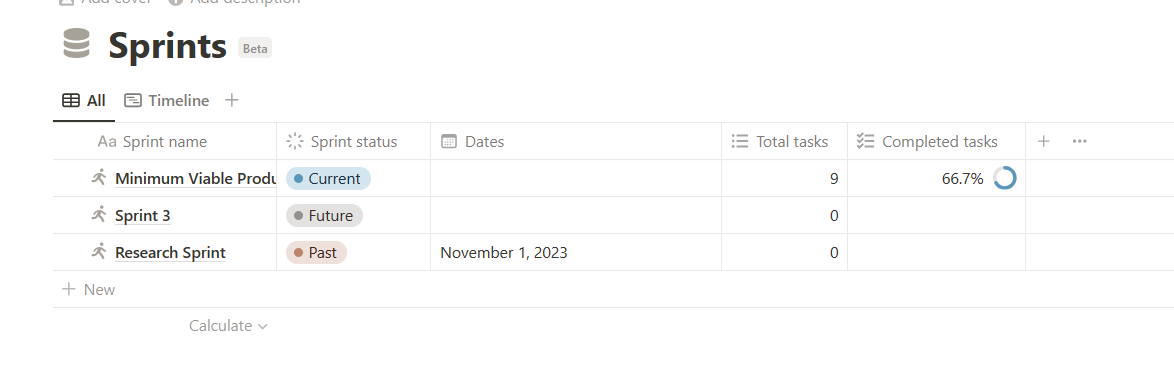 Add cover Add description
Sprints Beta
All Timeline
Aa Sprint name Sprint status Dates Total tasks Completed tasks
Minimum Viable Produ Current 9 66.7%
Sprint 3 Future 0
Research Sprint Past November 1, 2023 0
New
Calculate